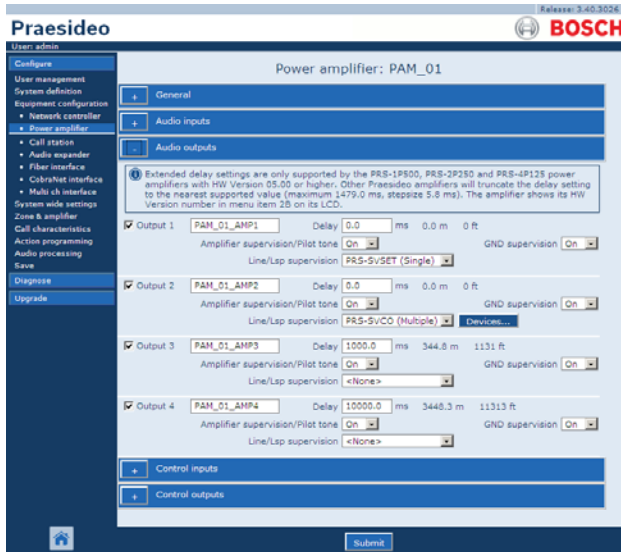 Release: 3.40.3026
Praesideo
BOSCH
User: admin
Configure
User management
System definition
Equipment configuration
• Network controller
• Power amplifier
• Call station
• Audio expander
• Fiber interface
• CobraNet interface
• Multi ch interface
System wide settings
Zone & amplifier
Call characteristics
Action programming
Audio processing
Save
Diagnose
Upgrade
Power amplifier: PAM_01
+ General
+ Audio inputs
- Audio outputs
Extended delay settings are only supported by the PRS-1P500, PRS-2P250 and PRS-4P125 power
amplifiers with HW Version 05.00 or higher. Other Praesideo amplifiers will truncate the delay setting
to the nearest supported value (maximum 1479.0 ms, stepsize 5.8 ms). The amplifier shows its HW
Version number in menu item 2B on its LCD.
Output 1 PAM_01_AMP1 Delay 0.0 ms 0.0 m 0 ft
Amplifier supervision/Pilot tone On GND supervision On
Line/Lsp supervision PRS-SVSET (Single)
Output 2 PAM_01_AMP2 Delay 0.0 ms 0.0 m 0 ft
Amplifier supervision/Pilot tone On GND supervision On
Line/Lsp supervision PRS-SVCO (Multiple) Devices...
Output 3 PAM_01_AMP3 Delay 1000.0 ms 344.8 m 1131 ft
Amplifier supervision/Pilot tone On GND supervision On
Line/Lsp supervision <None>
Output 4 PAM_01_AMP4 Delay 10000.0 ms 3448.3 m 11313 ft
Amplifier supervision/Pilot tone On GND supervision On
Line/Lsp supervision <None>
+ Control inputs
+ Control outputs
Submit